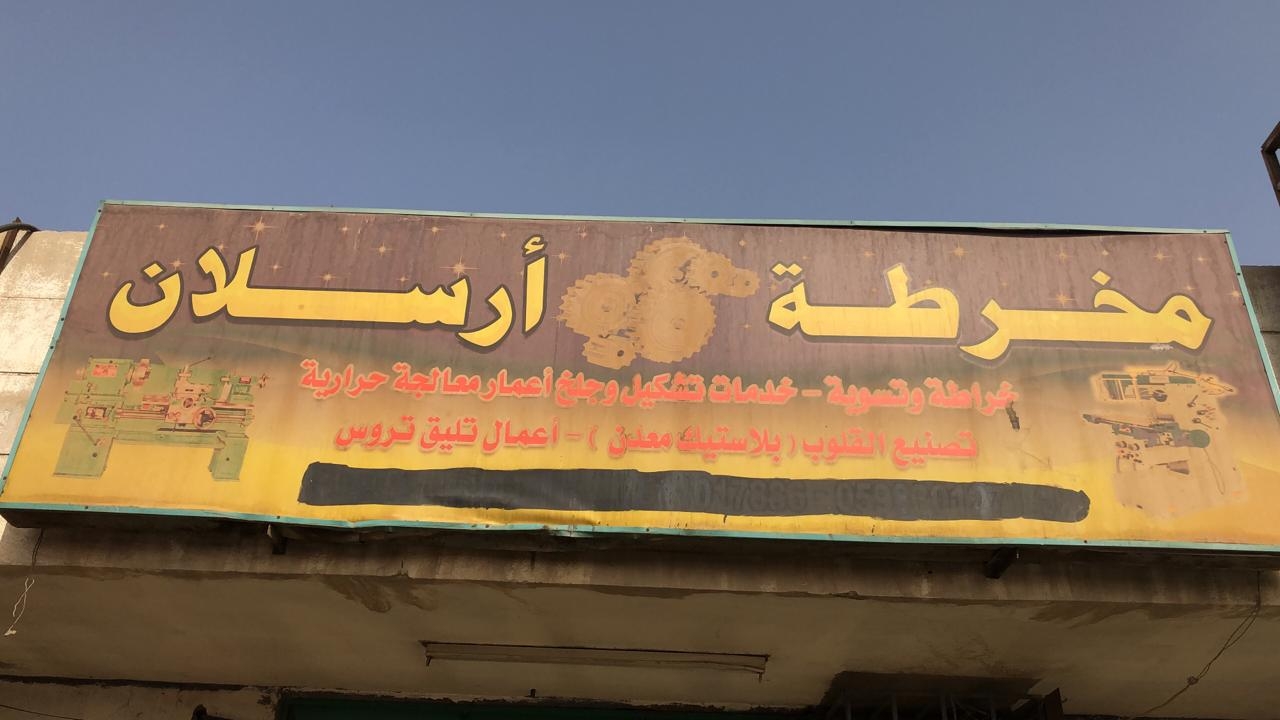 مخرطة أرسلان
خراطة وتسوية - خدمات تشكيل وجلخ أعمار معالجة حرارية
تصنيع القلوب ( بلاستيك معدن ) - أعمال تليق تروس